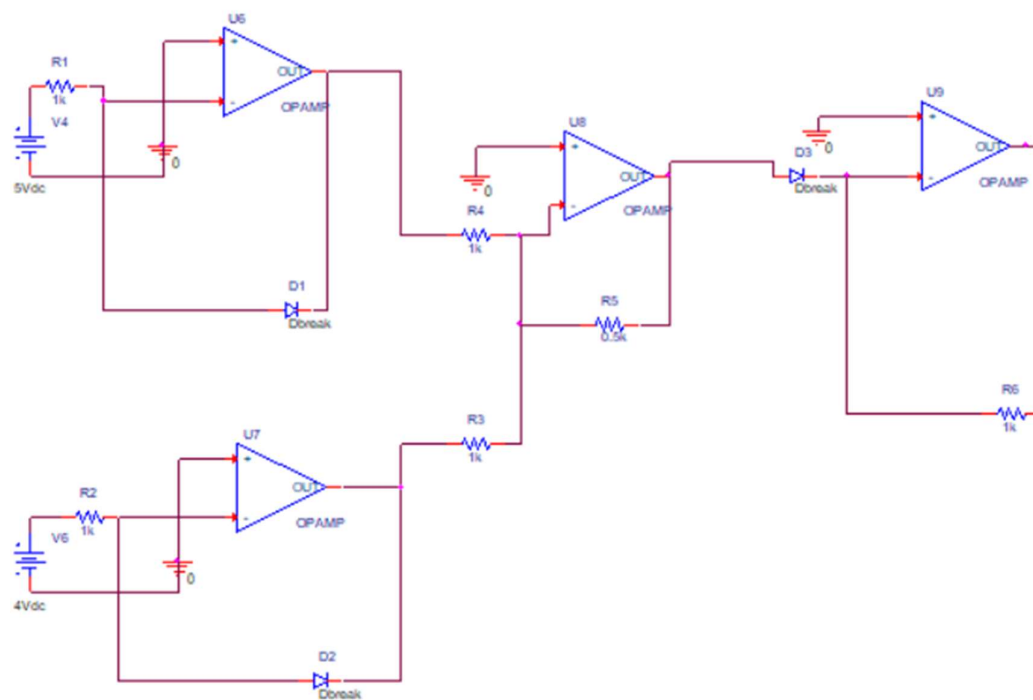 U6
+
OUT
-
OPAMP
R1
1k
V4
5Vdc
0
D1
Dbreak
U8
+
OUT
-
OPAMP
0
R4
1k
R5
0.5k
D3
Dbreak
U9
+
OUT
-
OPAMP
0
R6
1k
R3
1k
U7
+
OUT
-
OPAMP
R2
1k
V6
4Vdc
0
D2
Dbreak